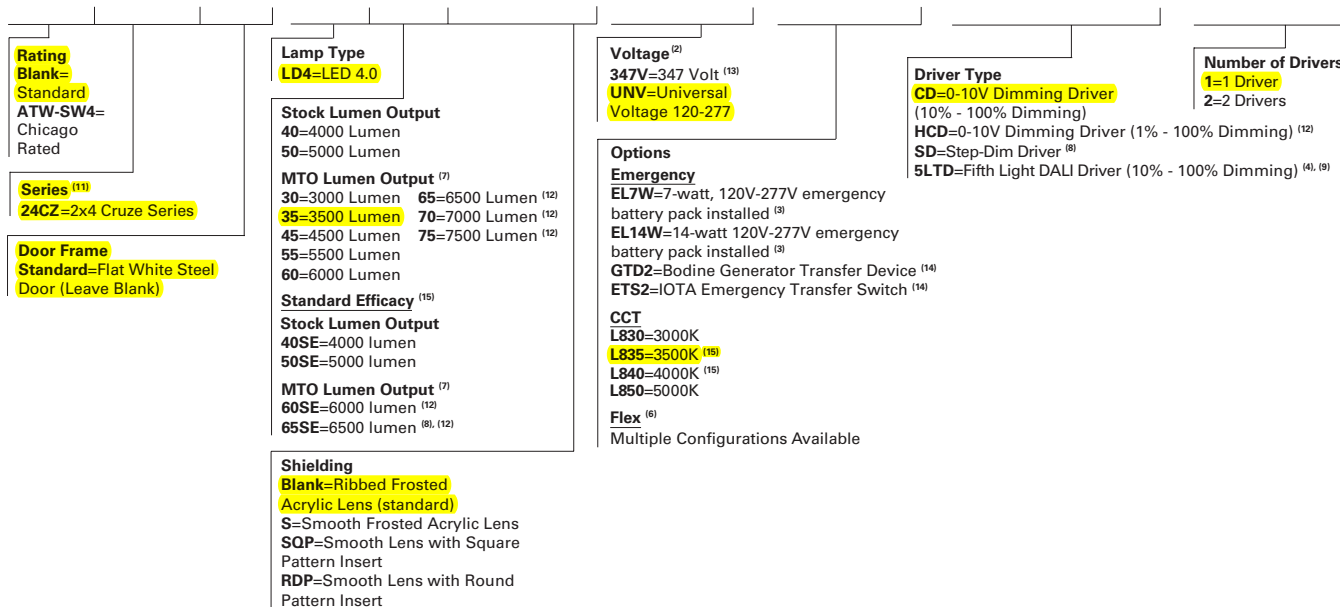 Rating
Blank=
Standard
ATW-SW4=
Chicago
Rated
Series (11)
24CZ=2x4 Cruze Series
Door Frame
Standard=Flat White Steel
Door (Leave Blank)
Lamp Type
LD4=LED 4.0
Stock Lumen Output
40=4000 Lumen
50=5000 Lumen
MTO Lumen Output (7)
30=3000 Lumen 65=6500 Lumen (12)
35=3500 Lumen 70=7000 Lumen (12)
45=4500 Lumen 75=7500 Lumen (12)
55=5500 Lumen
60=6000 Lumen
Standard Efficacy (15)
Stock Lumen Output
40SE=4000 lumen
50SE=5000 lumen
MTO Lumen Output (7)
60SE=6000 lumen (12)
65SE=6500 lumen (8), (12)
Shielding
Blank=Ribbed Frosted
Acrylic Lens (standard)
S=Smooth Frosted Acrylic Lens
SQP=Smooth Lens with Square
Pattern Insert
RDP=Smooth Lens with Round
Pattern Insert
Voltage (2)
347V=347 Volt (13)
UNV=Universal
Voltage 120-277
Options
Emergency
EL7W=7-watt, 120V-277V emergency
battery pack installed (3)
EL14W=14-watt 120V-277V emergency
battery pack installed (3)
GTD2=Bodine Generator Transfer Device (14)
ETS2=IOTA Emergency Transfer Switch (14)
CCT
L830=3000K
L835=3500K (15)
L840=4000K (15)
L850=5000K
Flex (6)
Multiple Configurations Available
Driver Type
CD=0-10V Dimming Driver
(10% - 100% Dimming)
HCD=0-10V Dimming Driver (1% - 100% Dimming) (12)
SD=Step-Dim Driver (8)
5LTD=Fifth Light DALI Driver (10% - 100% Dimming) (4), (9)
Number of Drivers
1=1 Driver
2=2 Drivers